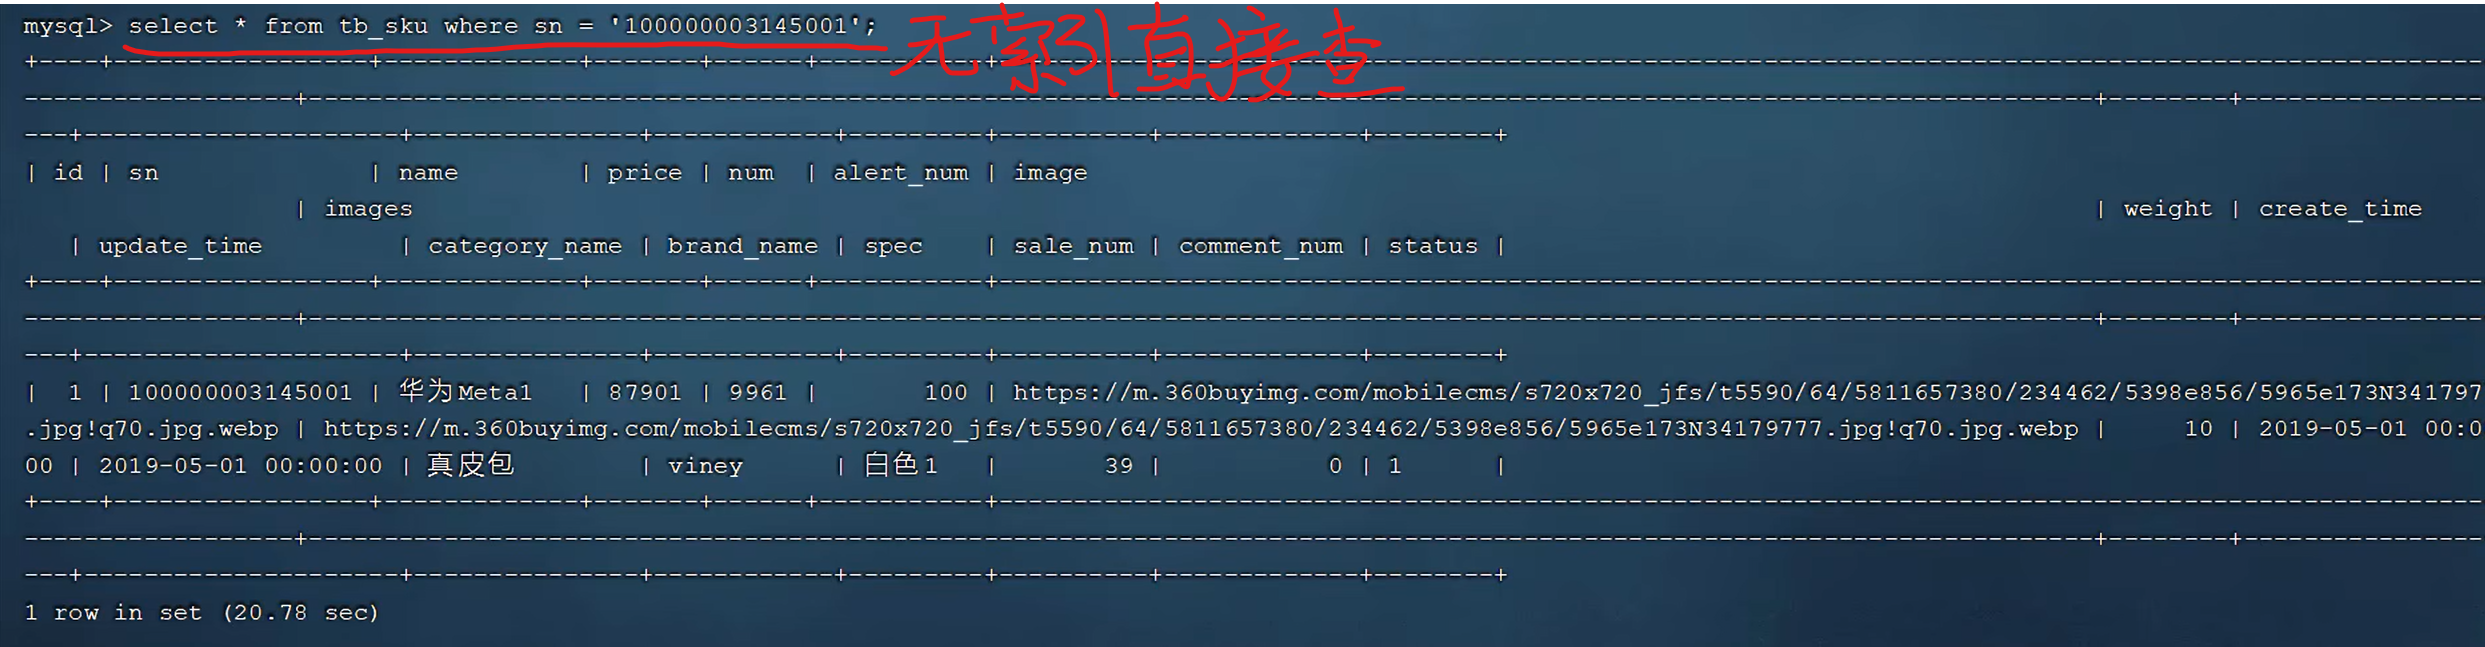 mysql> select * from tb_sku where sn = '100000003145001';
无索引直接查
+----+-----------------+--------------+-------+------+-----------+----------------------------------------------------------------------------------------------------
------------------+-----------------------------------------------------------------------------------------------------------------------+--------+----------------
---+---------------------+---------------+------------+---------+----------+-------------+--------+
| id | sn              | name         | price | num  | alert_num | image
                  | images                                                                                                                | weight | create_time
   | update_time         | category_name | brand_name | spec    | sale_num | comment_num | status |
+----+-----------------+--------------+-------+------+-----------+----------------------------------------------------------------------------------------------------
------------------+-----------------------------------------------------------------------------------------------------------------------+--------+----------------
---+---------------------+---------------+------------+---------+----------+-------------+--------+
|  1 | 100000003145001 | 华为Meta1   | 87901 | 9961 |       100 | https://m.360buyimg.com/mobilecms/s720x720_jfs/t5590/64/5811657380/234462/5398e856/5965e173N341797
.jpg!q70.jpg.webp | https://m.360buyimg.com/mobilecms/s720x720_jfs/t5590/64/5811657380/234462/5398e856/5965e173N34179777.jpg!q70.jpg.webp |     10 | 2019-05-01 00:0
00 | 2019-05-01 00:00:00 | 真皮包        | viney      | 白色1   |       39 |           0 | 1      |
+----+-----------------+--------------+-------+------+-----------+----------------------------------------------------------------------------------------------------
------------------+-----------------------------------------------------------------------------------------------------------------------+--------+----------------
---+---------------------+---------------+------------+---------+----------+-------------+--------+
1 row in set (20.78 sec)